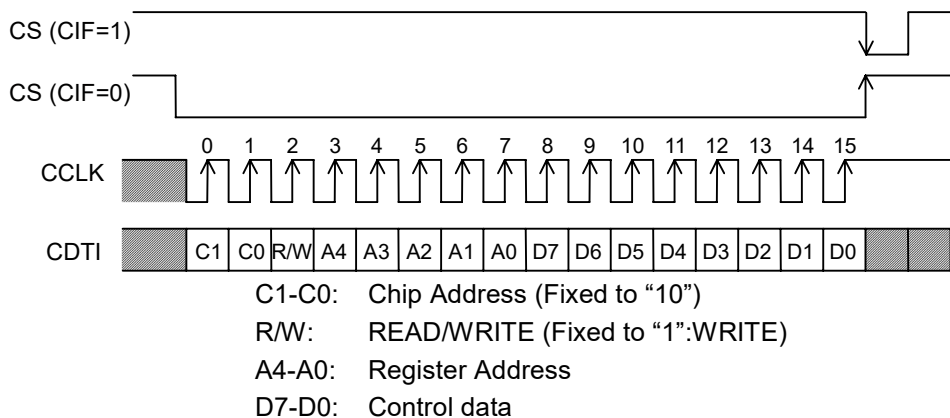 CS (CIF=1)
CS (CIF=0)
0 1 2 3 4 5 6 7 8 9 10 11 12 13 14 15
CCLK
CDTI C1 C0 R/W A4 A3 A2 A1 A0 D7 D6 D5 D4 D3 D2 D1 D0
C1-C0: Chip Address (Fixed to “10”)
R/W: READ/WRITE (Fixed to “1”:WRITE)
A4-A0: Register Address
D7-D0: Control data